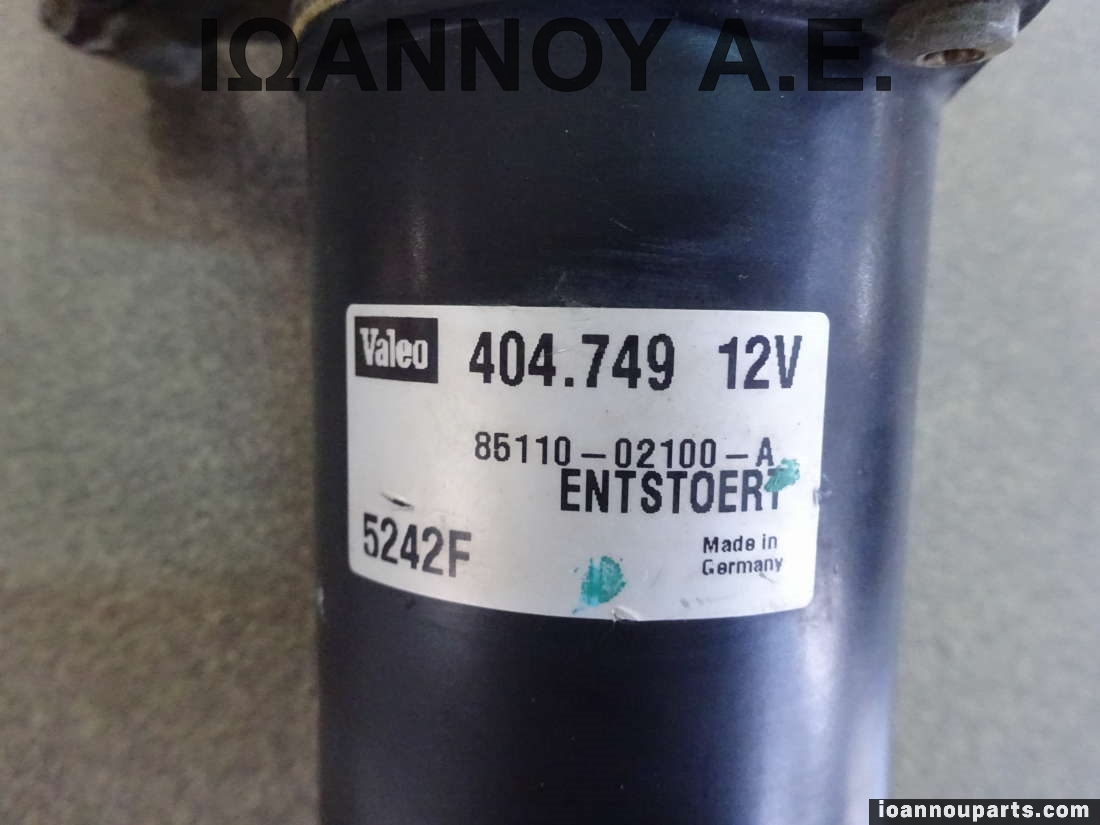 ΙΩΑΝΝΟΥ Α.Ε.
Valeo 404.749 12V
85110-02100-A
ENTSTOERT
5242F
Made in
Germany
ioannouparts.com